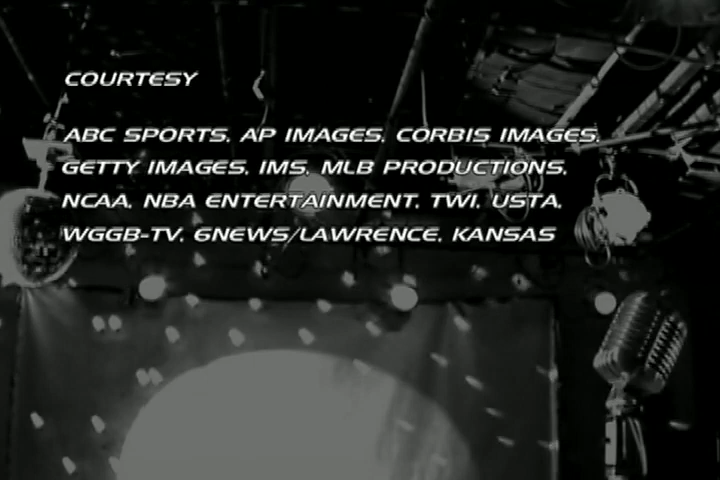 COURTESY
ABC SPORTS, AP IMAGES, CORBIS IMAGES,
GETTY IMAGES, IMS, MLB PRODUCTIONS,
NCAA, NBA ENTERTAINMENT, TWI, USTA,
WGGB-TV, 6NEWS/LAWRENCE, KANSAS